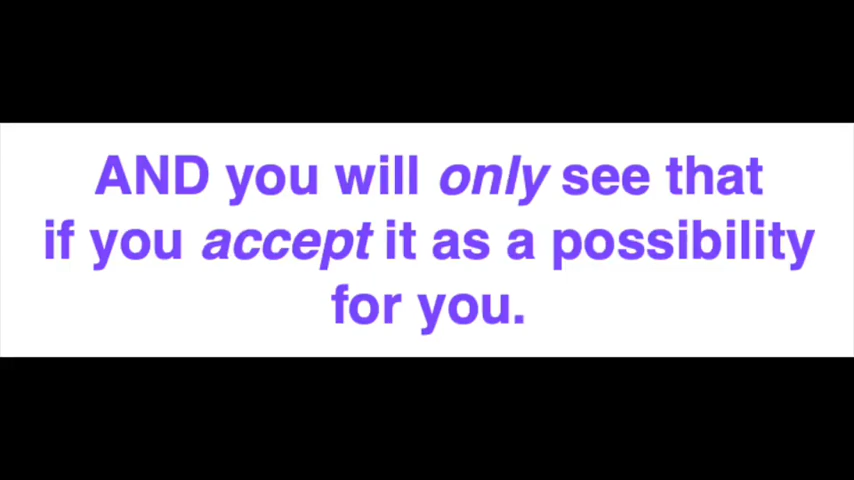 AND you will only see that
if you accept it as a possibility
for you.